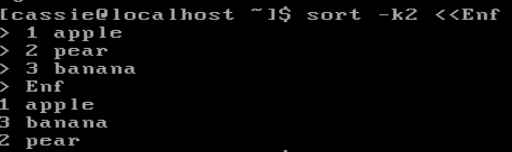 [cassie@localhost ~]$ sort -k2 <<Enf
> 1 apple
> 2 pear
> 3 banana
> Enf
1 apple
3 banana
2 pear